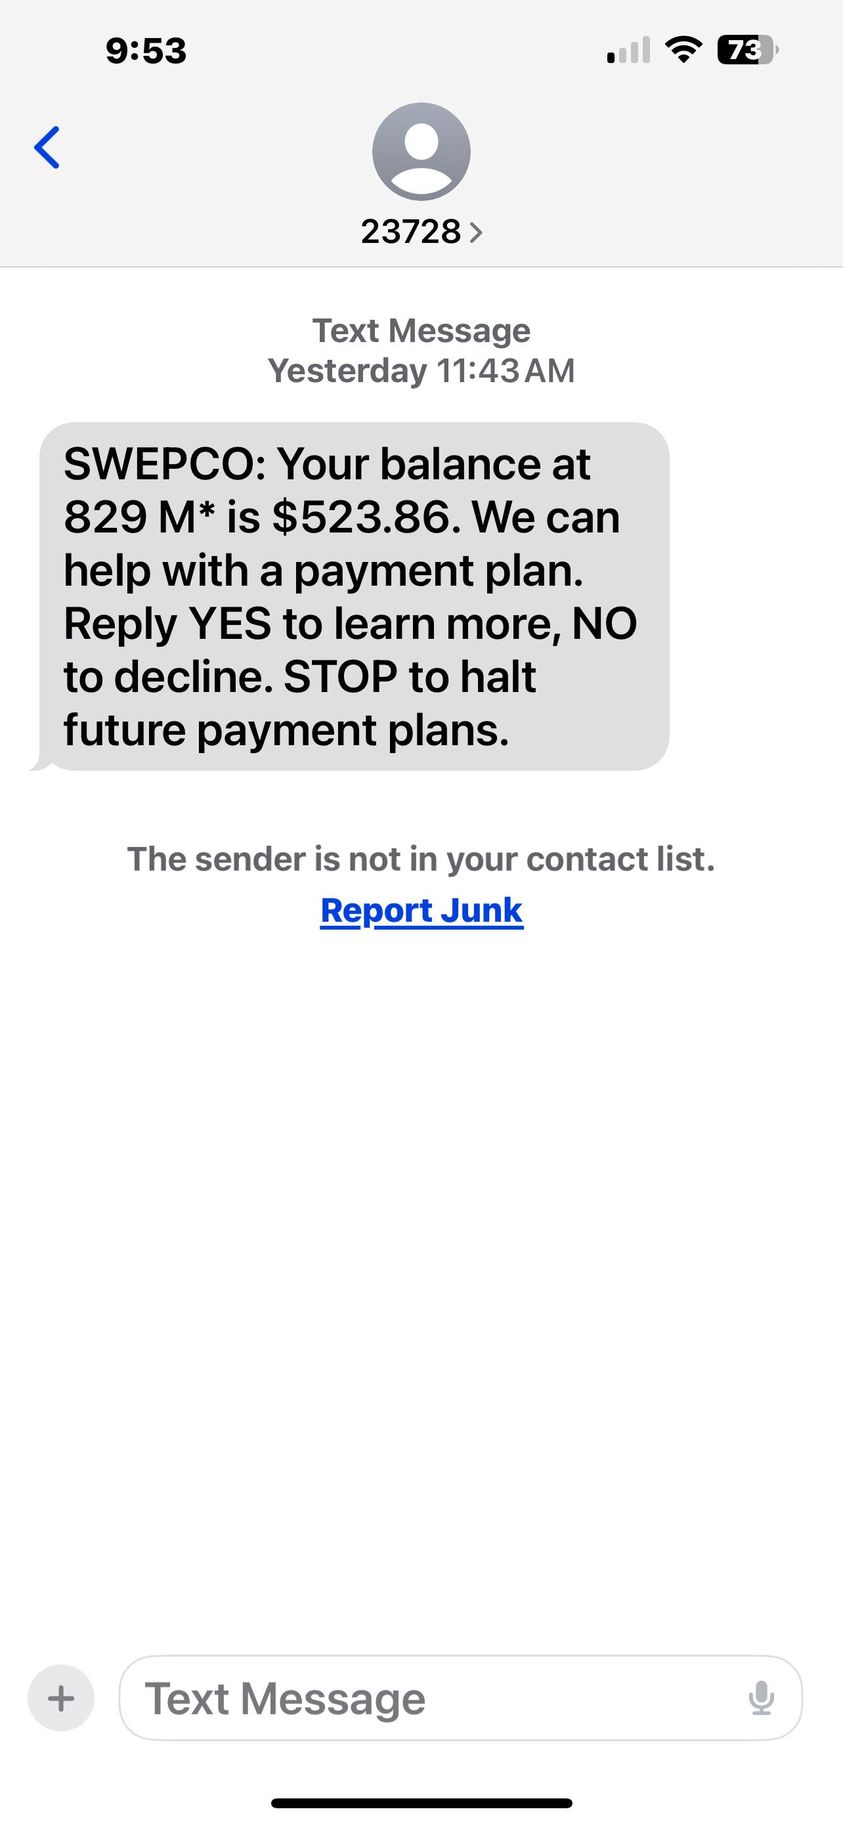 9:53
73
23728
Text Message
Yesterday 11:43 AM
SWEPCO: Your balance at
829 M* is $523.86. We can
help with a payment plan.
Reply YES to learn more, NO
to decline. STOP to halt
future payment plans.
The sender is not in your contact list.
Report Junk
Text Message